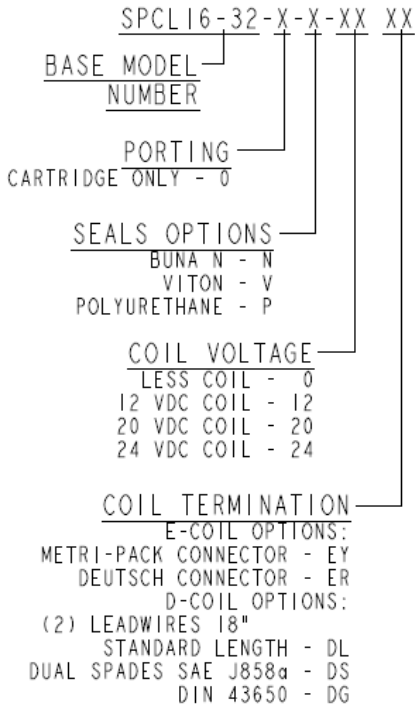 SPCL16-32-X-X-XX XX
BASE MODEL
NUMBER
PORTING
CARTRIDGE ONLY - 0
SEALS OPTIONS
BUNA N - N
VITON - V
POLYURETHANE - P
COIL VOLTAGE
LESS COIL - 0
12 VDC COIL - 12
20 VDC COIL - 20
24 VDC COIL - 24
COIL TERMINATION
E-COIL OPTIONS:
METRI-PACK CONNECTOR - EY
DEUTSCH CONNECTOR - ER
D-COIL OPTIONS:
(2) LEADWIRES 18"
STANDARD LENGTH - DL
DUAL SPADES SAE J858a - DS
DIN 43650 - DG